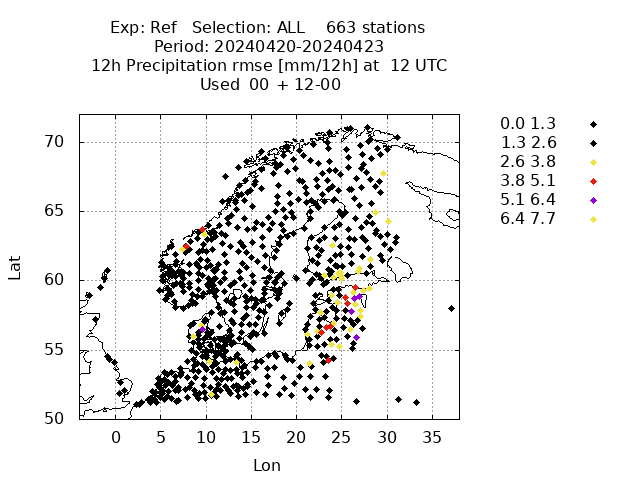 Exp: Ref   Selection: ALL    663 stations
Period: 20240420-20240423
12h Precipitation rmse [mm/12h] at  12 UTC
Used  00 + 12-00
0.0 1.3
1.3 2.6
2.6 3.8
3.8 5.1
5.1 6.4
6.4 7.7
70
65
60
55
50
Lat
0 5 10 15 20 25 30 35
Lon